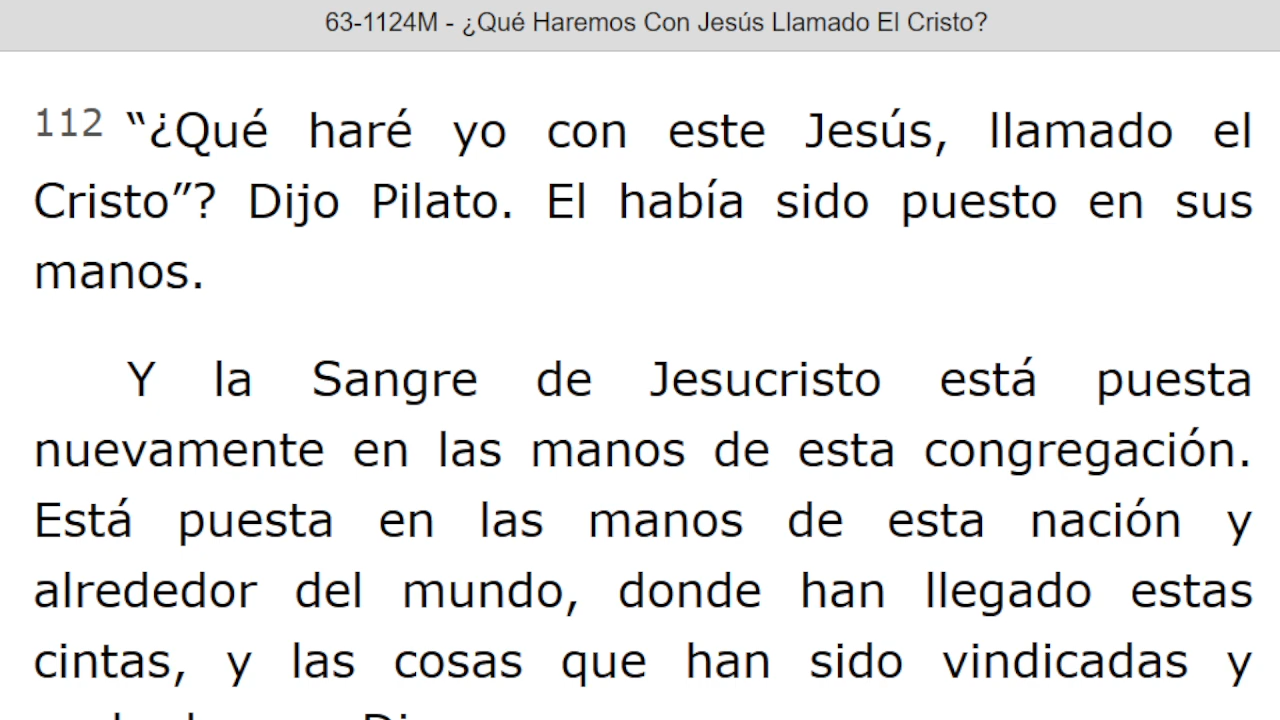 63-1124M - ¿Qué Haremos Con Jesús Llamado El Cristo?
112 “¿Qué haré yo con este Jesús, llamado el
Cristo”? Dijo Pilato. El había sido puesto en sus
manos.
Y la Sangre de Jesucristo está puesta
nuevamente en las manos de esta congregación.
Está puesta en las manos de esta nación y
alrededor del mundo, donde han llegado estas
cintas, y las cosas que han sido vindicadas y